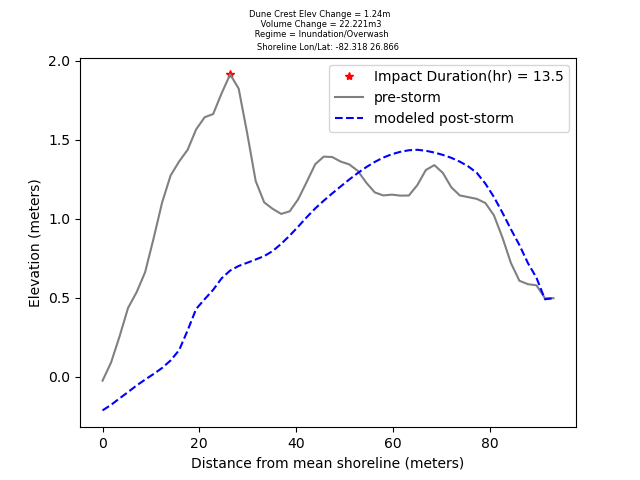 Dune Crest Elev Change = 1.24m
Volume Change = 22.221m3
Regime = Inundation/Overwash
Shoreline Lon/Lat: -82.318 26.866
Impact Duration(hr) = 13.5
pre-storm
modeled post-storm
2.0
1.5
1.0
0.5
0.0
Elevation (meters)
0 20 40 60 80
Distance from mean shoreline (meters)